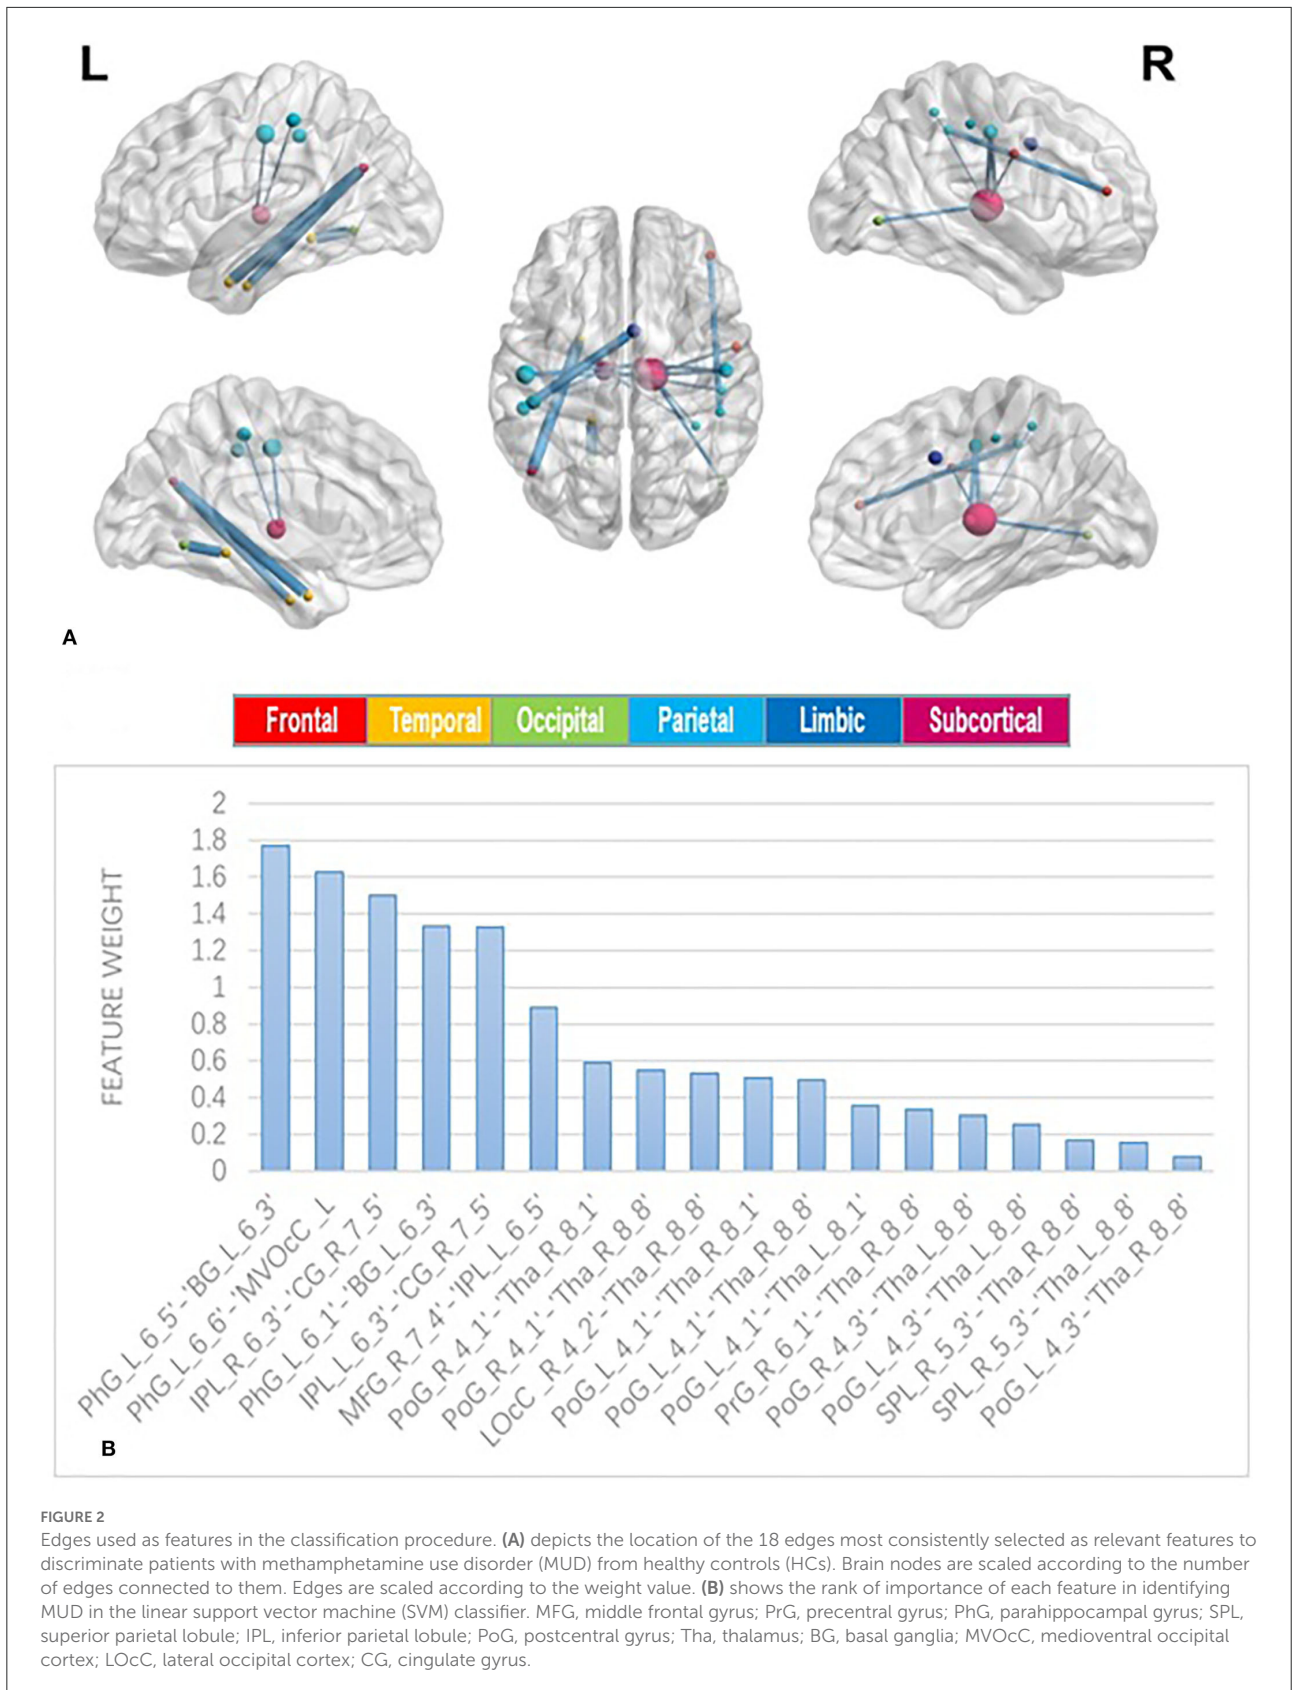 L
R
A
Frontal Temporal Occipital Parietal Limbic Subcortical
FEATURE WEIGHT
2
1.8
1.6
1.4
1.2
1
0.8
0.6
0.4
0.2
0
PhG_L_6_5'- 'BG_L_6_3'
PhG_L_6_6'- 'MVOcC _L
IPL_R_6_3'- 'CG_R_7_5'
PhG_L_6_1'- 'BG_L_6_3'
IPL_L_6_3'- 'CG_R_7_5'
MFG_R_7_4'- 'IPL_L_6_5'
PoG_R_4_1'- 'Tha_R_8_1'
PoG_R_4_1'- 'Tha_R_8_8'
LOcC _R_4_2'- 'Tha_R_8_8'
PoG_L_4_1'- 'Tha_R_8_1'
PoG_L_4_1'- 'Tha_R_8_8'
PoG_L_4_1'- 'Tha_L_8_1'
PrG_R_6_1'- 'Tha_R_8_8'
PoG_R_4_3'- 'Tha_L_8_8'
PoG_L_4_3'- 'Tha_L_8_8'
SPL_R_5_3'- 'Tha_R_8_8'
SPL_R_5_3'- 'Tha_L_8_8'
PoG_L_4_3'- 'Tha_R_8_8'
B
FIGURE 2
Edges used as features in the classification procedure. (A) depicts the location of the 18 edges most consistently selected as relevant features to
discriminate patients with methamphetamine use disorder (MUD) from healthy controls (HCs). Brain nodes are scaled according to the number
of edges connected to them. Edges are scaled according to the weight value. (B) shows the rank of importance of each feature in identifying
MUD in the linear support vector machine (SVM) classifier. MFG, middle frontal gyrus; PrG, precentral gyrus; PhG, parahippocampal gyrus; SPL,
superior parietal lobule; IPL, inferior parietal lobule; PoG, postcentral gyrus; Tha, thalamus; BG, basal ganglia; MVOcC, medioventral occipital
cortex; LOcC, lateral occipital cortex; CG, cingulate gyrus.